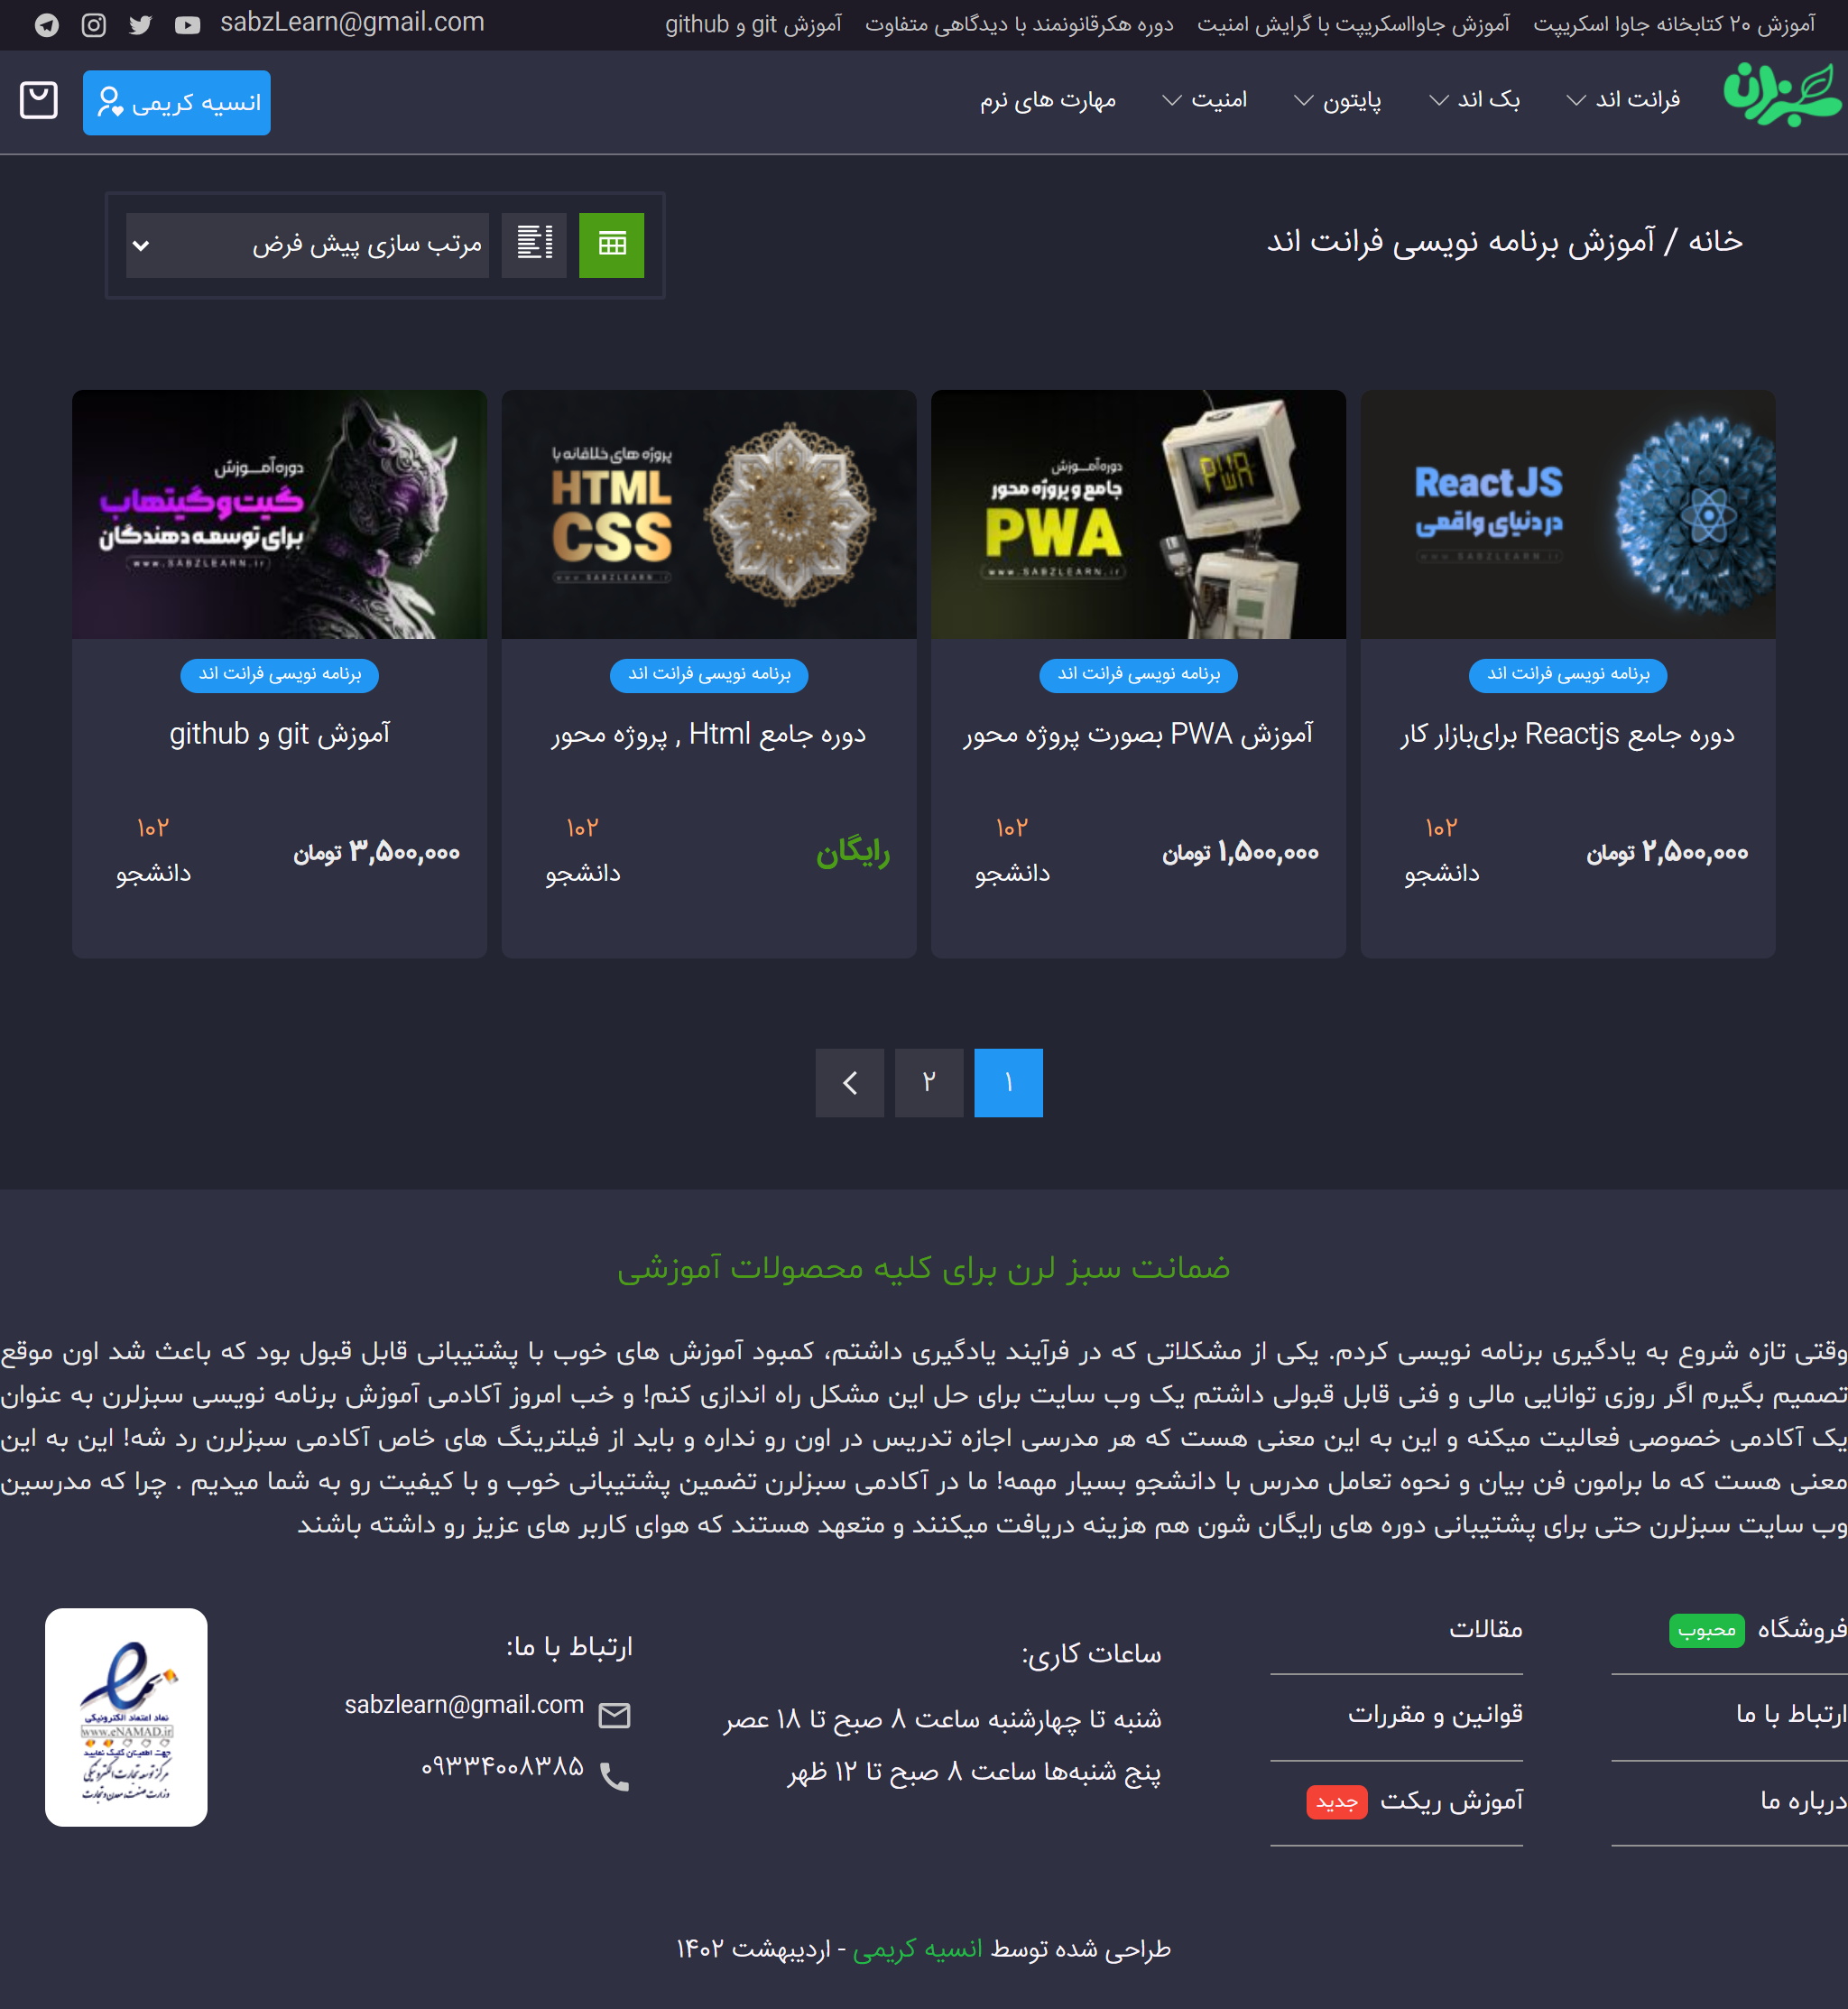 آموزش ۲۰ کتابخانه جاوا اسکریپت
آموزش جاوااسکریپت با گرایش امنیت
دوره هکرقانونمند با دیدگاهی متفاوت
آموزش git و github
sabzLearn@gmail.com
سبزلرن
فرانت اند
بک اند
پایتون
امنیت
مهارت های نرم
انسیه کریمی
خانه / آموزش برنامه نویسی فرانت اند
مرتب سازی پیش فرض
ReactJS
در دنیای واقعی
www.SABZLEARN.ir
برنامه نویسی فرانت اند
دوره جامع Reactjs برای‌بازار کار
۲,۵۰۰,۰۰۰ تومان
۱۰۲
دانشجو
PWA
دوره آمـــوزش
جامع و پروژه محور
PWA
www.SABZLEARN.ir
برنامه نویسی فرانت اند
آموزش PWA بصورت پروژه محور
۱,۵۰۰,۰۰۰ تومان
۱۰۲
دانشجو
پروژه های خلاقانه با
HTML
CSS
www.SABZLEARN.ir
برنامه نویسی فرانت اند
دوره جامع Html , پروژه محور
رایگان
۱۰۲
دانشجو
دوره آمـــوزش
گیت و گیتهاب
برای توسعه دهندگان
www.SABZLEARN.ir
برنامه نویسی فرانت اند
آموزش git و github
۳,۵۰۰,۰۰۰ تومان
۱۰۲
دانشجو
۱
۲
ضمانت سبز لرن برای کلیه محصولات آموزشی
وقتی تازه شروع به یادگیری برنامه نویسی کردم. یکی از مشکلاتی که در فرآیند یادگیری داشتم، کمبود آموزش های خوب با پشتیبانی قابل قبول بود که باعث شد اون موقع
تصمیم بگیرم اگر روزی توانایی مالی و فنی قابل قبولی داشتم یک وب سایت برای حل این مشکل راه اندازی کنم! و خب امروز آکادمی آموزش برنامه نویسی سبزلرن به عنوان
یک آکادمی خصوصی فعالیت میکنه و این به این معنی هست که هر مدرسی اجازه تدریس در اون رو نداره و باید از فیلترینگ های خاص آکادمی سبزلرن رد شه! این به این
معنی هست که ما برامون فن بیان و نحوه تعامل مدرس با دانشجو بسیار مهمه! ما در آکادمی سبزلرن تضمین پشتیبانی خوب و با کیفیت رو به شما میدیم . چرا که مدرسین
وب سایت سبزلرن حتی برای پشتیبانی دوره های رایگان شون هم هزینه دریافت میکنند و متعهد هستند که هوای کاربر های عزیز رو داشته باشند
فروشگاه محبوب
ارتباط با ما
درباره ما
مقالات
قوانین و مقررات
آموزش ریکت جدید
ساعات کاری:
شنبه تا چهارشنبه ساعت ۸ صبح تا ۱۸ عصر
پنج شنبه‌ها ساعت ۸ صبح تا ۱۲ ظهر
ارتباط با ما:
sabzlearn@gmail.com
۰۹۳۳۴۰۰۸۳۸۵
نماد اعتماد الکترونیکی
www.eNAMAD.ir
جهت اطمینان کلیک نمایید
مرکز توسعه تجارت الکترونیکی
وزارت صنعت، معدن و تجارت
طراحی شده توسط انسیه کریمی - اردیبهشت ۱۴۰۲